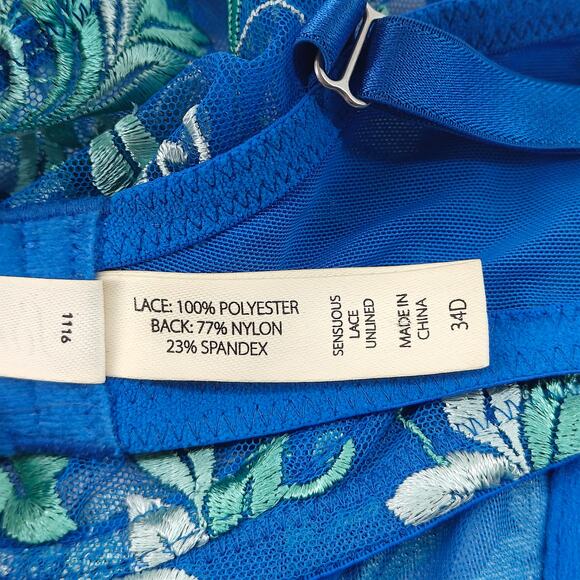 1116
LACE: 100% POLYESTER
BACK: 77% NYLON
23% SPANDEX
SENSUOUS
LACE
UNLINED
MADE IN
CHINA
34D